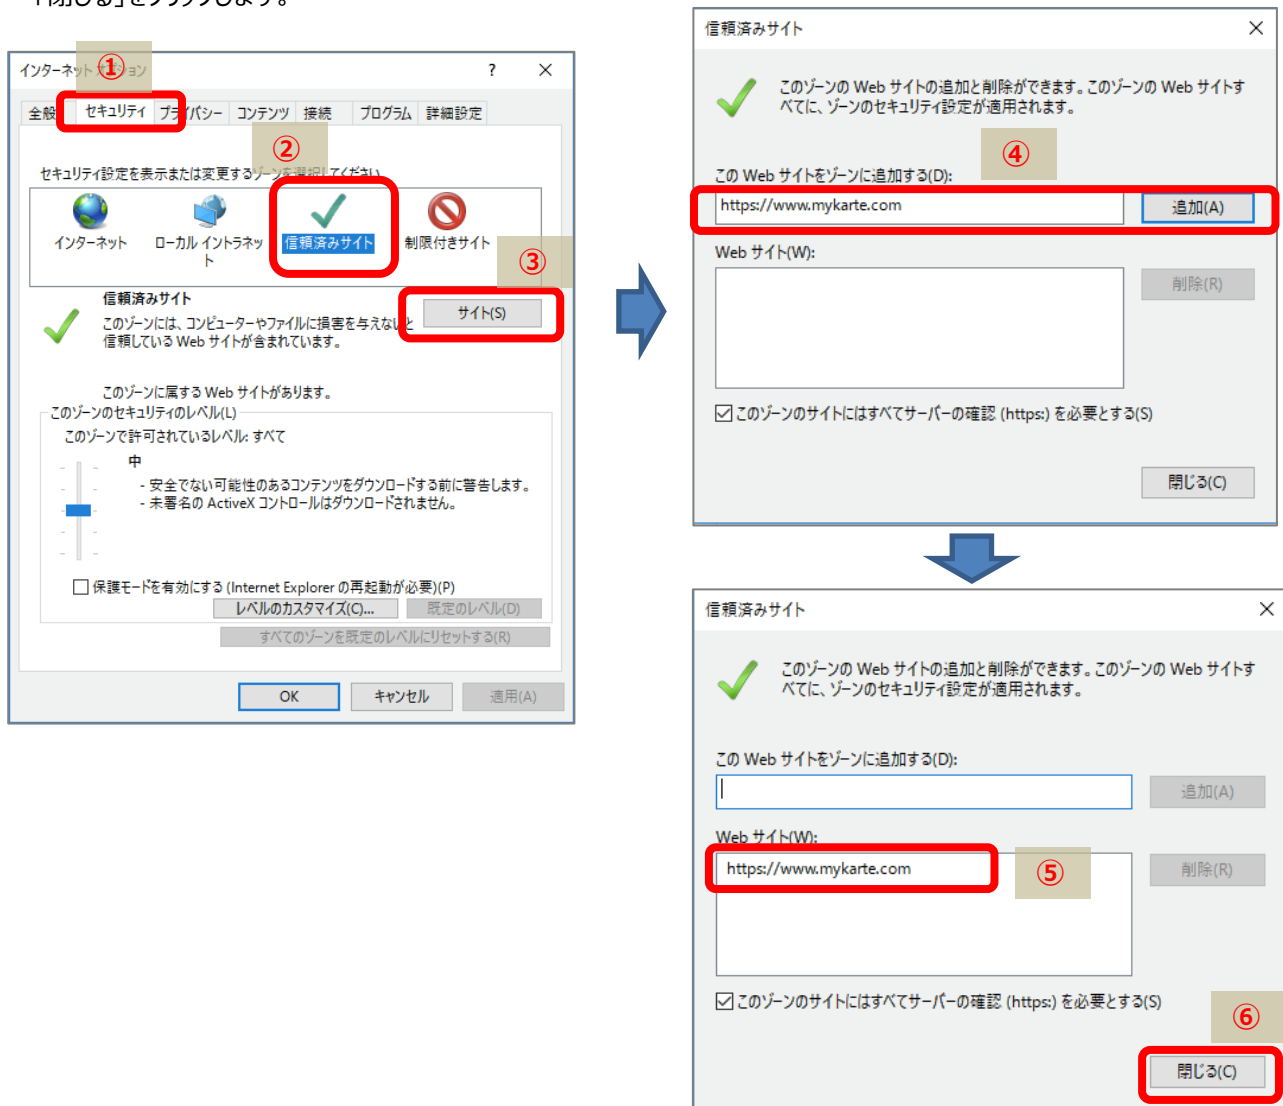 「閉じる」をクリックします。
①
インターネット オプション
?
×
全般
セキュリティ
プライバシー
コンテンツ
接続
プログラム
詳細設定
②
セキュリティ設定を表示または変更するゾーンを選択してください
インターネット
ローカル イントラネッ
ト
信頼済みサイト
制限付きサイト
③
信頼済みサイト
サイト(S)
このゾーンには、コンピューターやファイルに損害を与えないと
信頼している Web サイトが含まれています。
このゾーンに属する Web サイトがあります。
このゾーンのセキュリティのレベル(L)
このゾーンで許可されているレベル: すべて
中
- 安全でない可能性のあるコンテンツをダウンロードする前に警告します。
- 未署名の ActiveX コントロールはダウンロードされません。
保護モードを有効にする (Internet Explorer の再起動が必要)(P)
レベルのカスタマイズ(C)...
既定のレベル(D)
すべてのゾーンを既定のレベルにリセットする(R)
OK
キャンセル
適用(A)
信頼済みサイト
×
このゾーンの Web サイトの追加と削除ができます。このゾーンの Web サイトす
べてに、ゾーンのセキュリティ設定が適用されます。
④
この Web サイトをゾーンに追加する(D):
https://www.mykarte.com
追加(A)
Web サイト(W):
削除(R)
このゾーンのサイトにはすべてサーバーの確認 (https:) を必要とする(S)
閉じる(C)
信頼済みサイト
×
このゾーンの Web サイトの追加と削除ができます。このゾーンの Web サイトす
べてに、ゾーンのセキュリティ設定が適用されます。
この Web サイトをゾーンに追加する(D):
追加(A)
Web サイト(W):
https://www.mykarte.com
⑤
削除(R)
このゾーンのサイトにはすべてサーバーの確認 (https:) を必要とする(S)
⑥
閉じる(C)